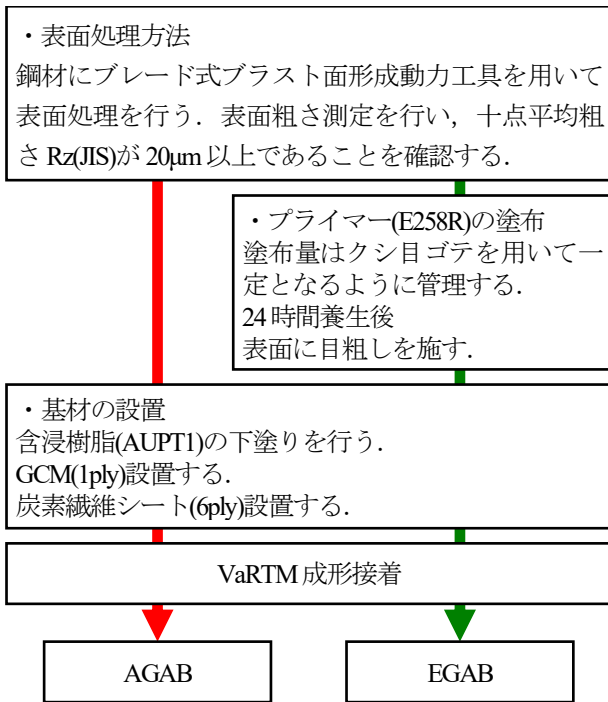 ・表面処理方法
鋼材にブレード式ブラスト面形成動力工具を用いて
表面処理を行う．表面粗さ測定を行い，十点平均粗
さ Rz(JIS)が 20μm 以上であることを確認する．
・プライマー(E258R)の塗布
塗布量はクシ目ゴテを用いて一
定となるように管理する．
24 時間養生後
表面に目粗しを施す．
・基材の設置
含浸樹脂(AUPT1)の下塗りを行う．
GCM(1ply)設置する．
炭素繊維シート(6ply)設置する．
VaRTM 成形接着
AGAB
EGAB